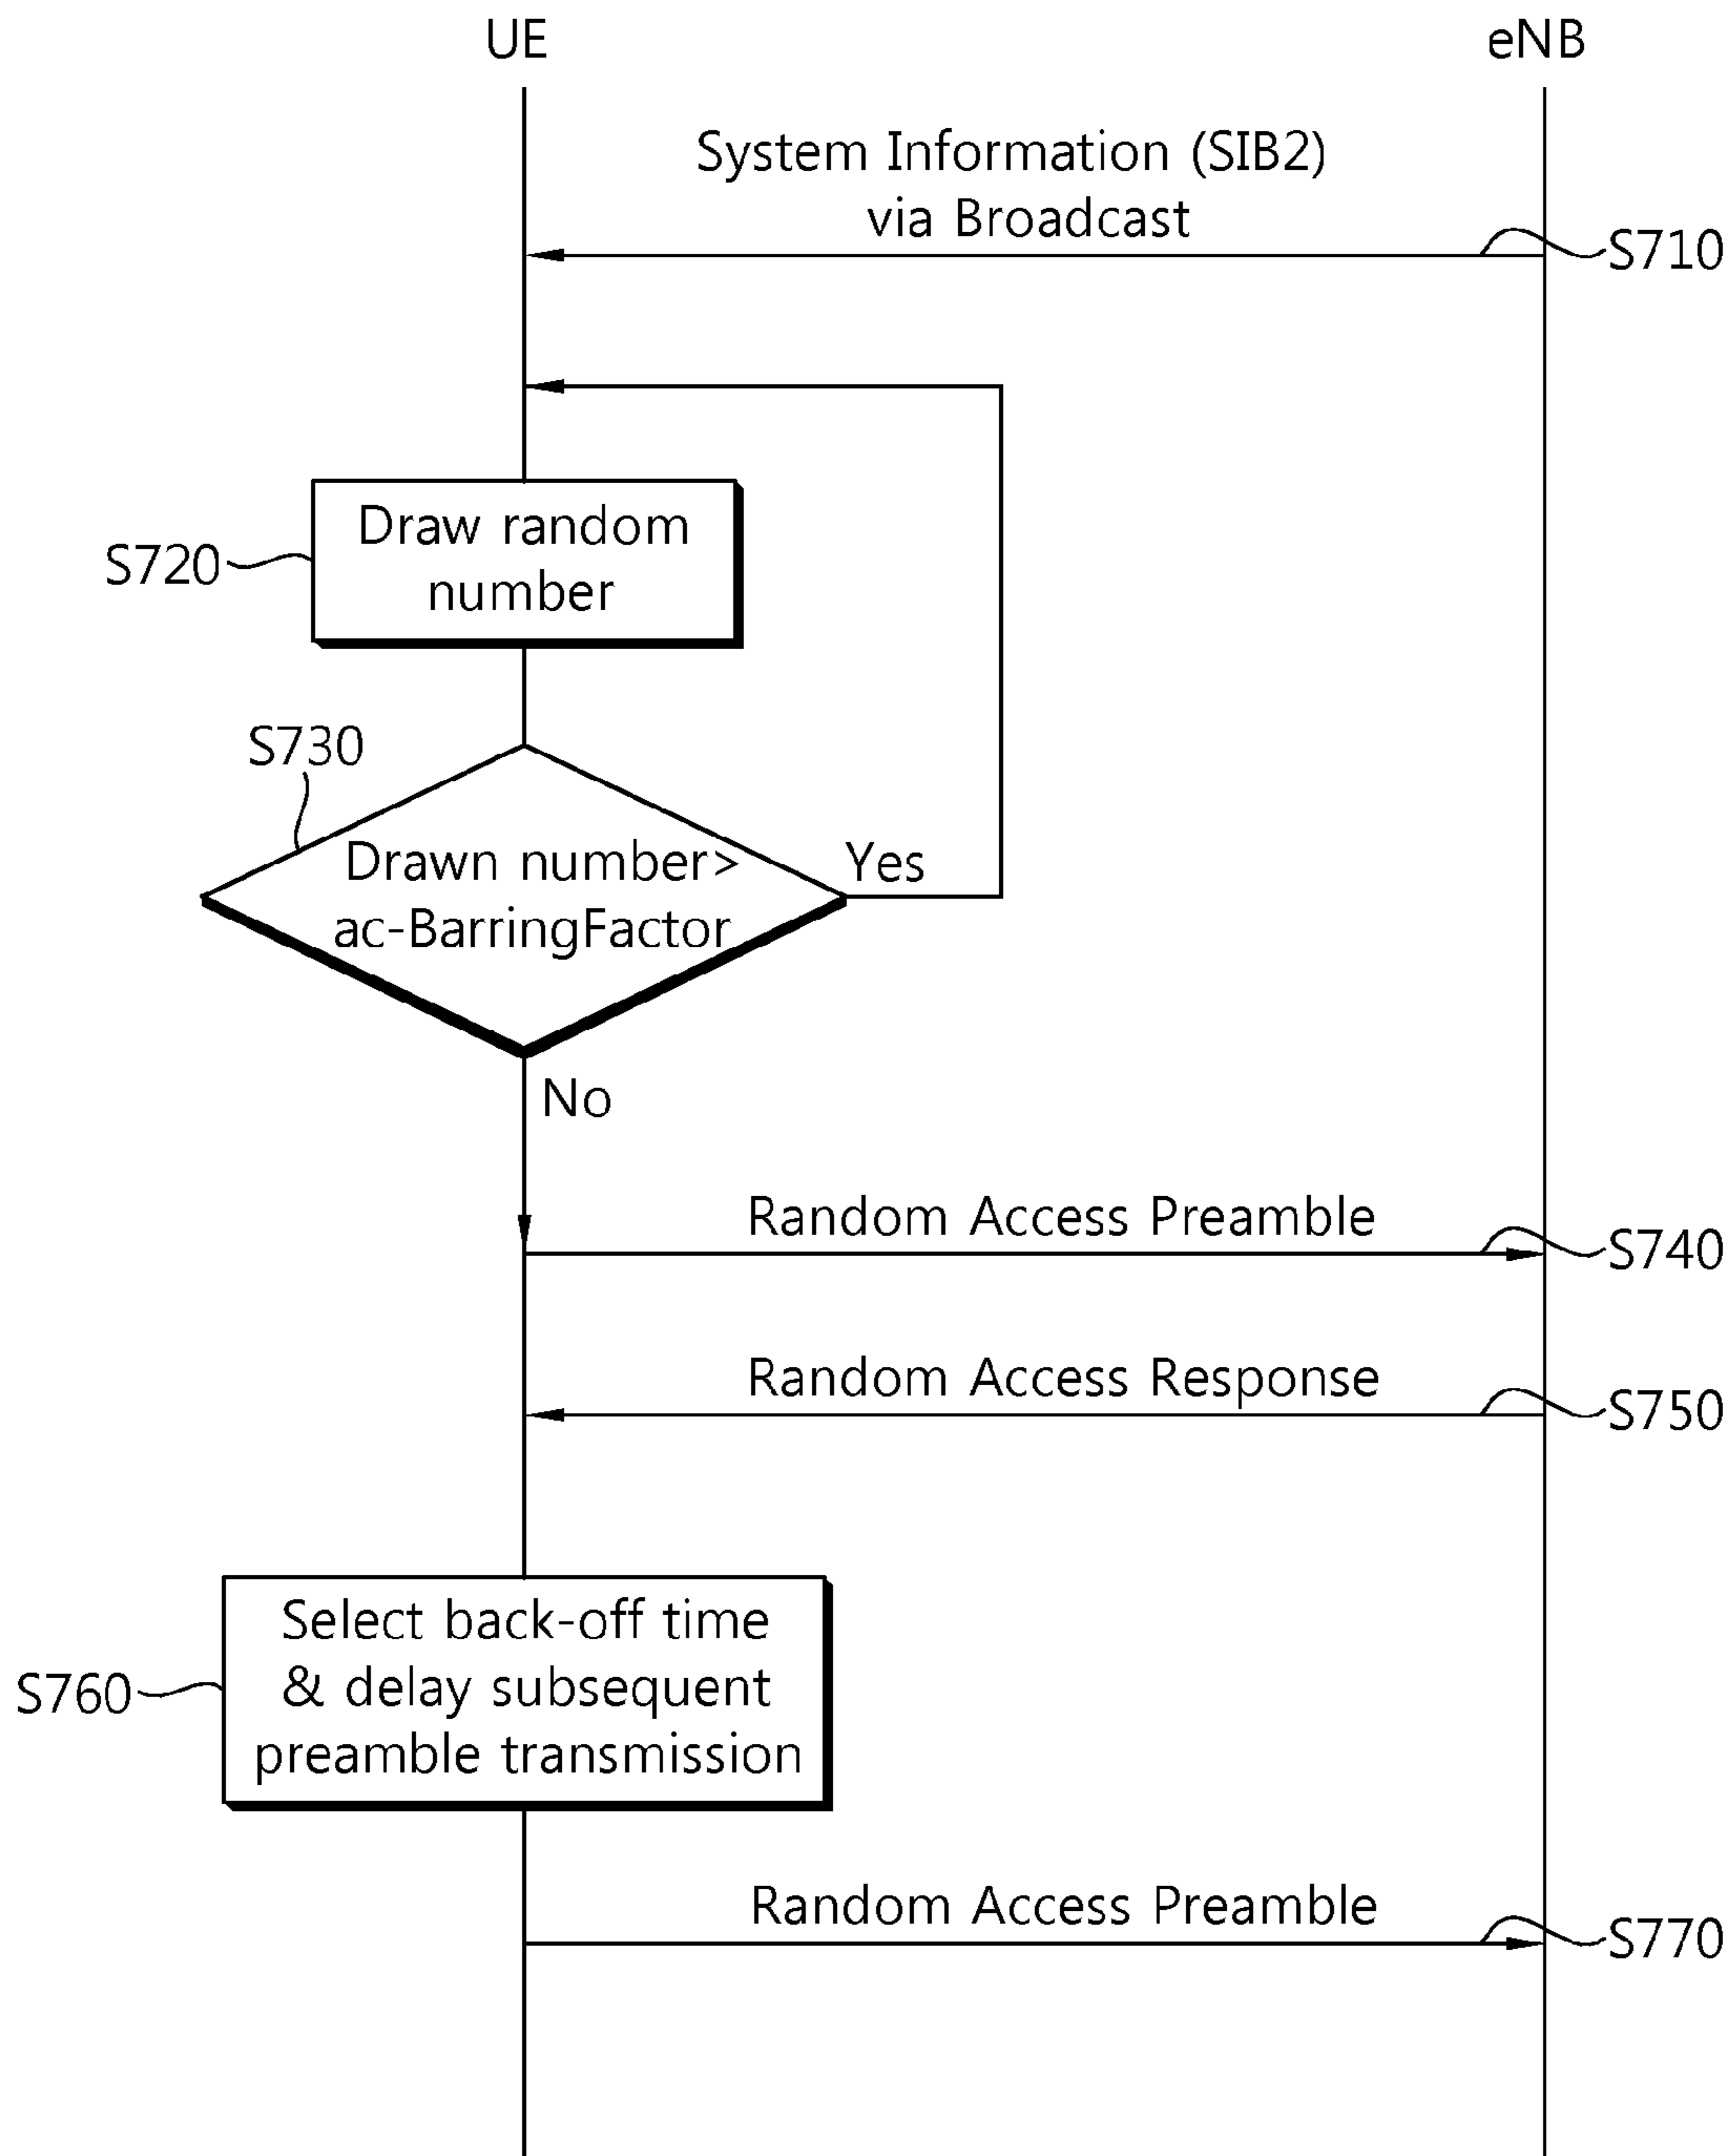 UE
eNB
System Information (SIB2)
via Broadcast
S710
Draw random
number
S720
S730
Drawn number>
ac-BarringFactor
Yes
No
Random Access Preamble
S740
Random Access Response
S750
Select back-off time
& delay subsequent
preamble transmission
S760
Random Access Preamble
S770